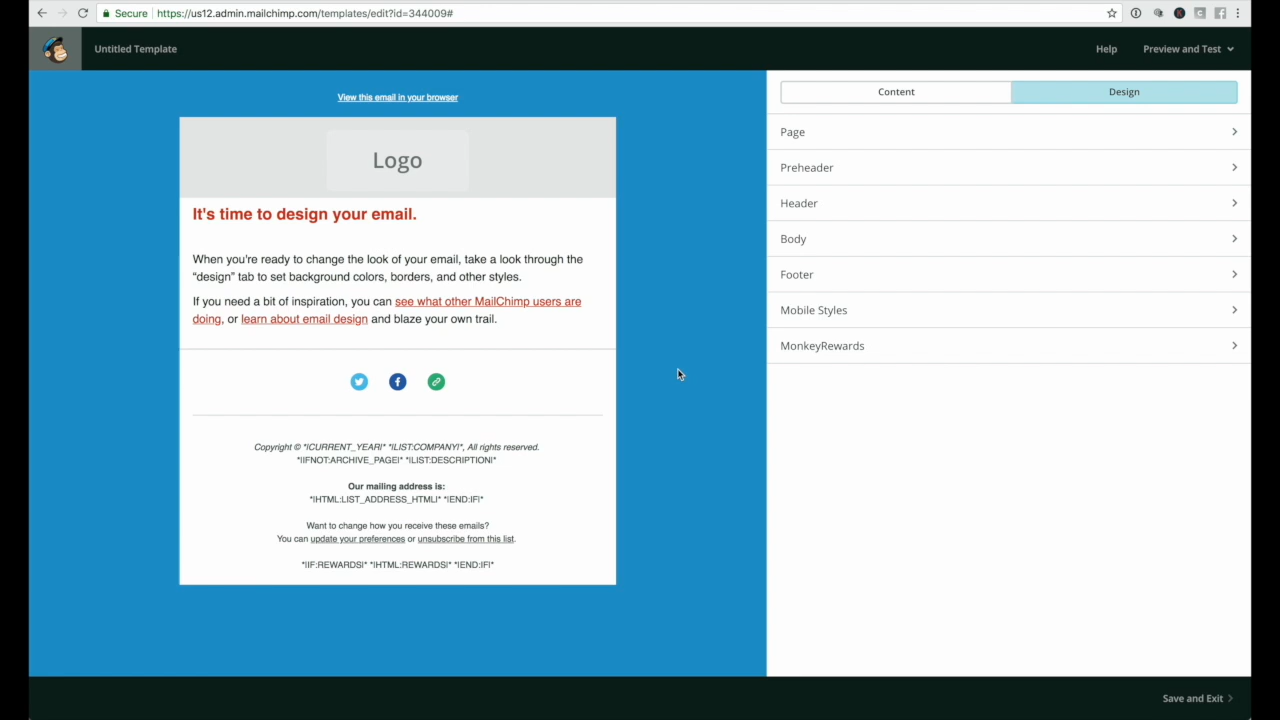 Secure https://us12.admin.mailchimp.com/templates/edit?id=344009#
Untitled Template
Help
Preview and Test
View this email in your browser
Logo
It's time to design your email.
When you're ready to change the look of your email, take a look through the
“design” tab to set background colors, borders, and other styles.
If you need a bit of inspiration, you can see what other MailChimp users are
doing, or learn about email design and blaze your own trail.
Copyright © *|CURRENT_YEAR|* *|LIST:COMPANY|*, All rights reserved.
*|IFNOT:ARCHIVE_PAGE|* *|LIST:DESCRIPTION|*
Our mailing address is:
*|HTML:LIST_ADDRESS_HTML|* *|END:IF|*
Want to change how you receive these emails?
You can update your preferences or unsubscribe from this list.
*|IF:REWARDS|* *|HTML:REWARDS|* *|END:IF|*
Content
Design
Page
Preheader
Header
Body
Footer
Mobile Styles
MonkeyRewards
Save and Exit